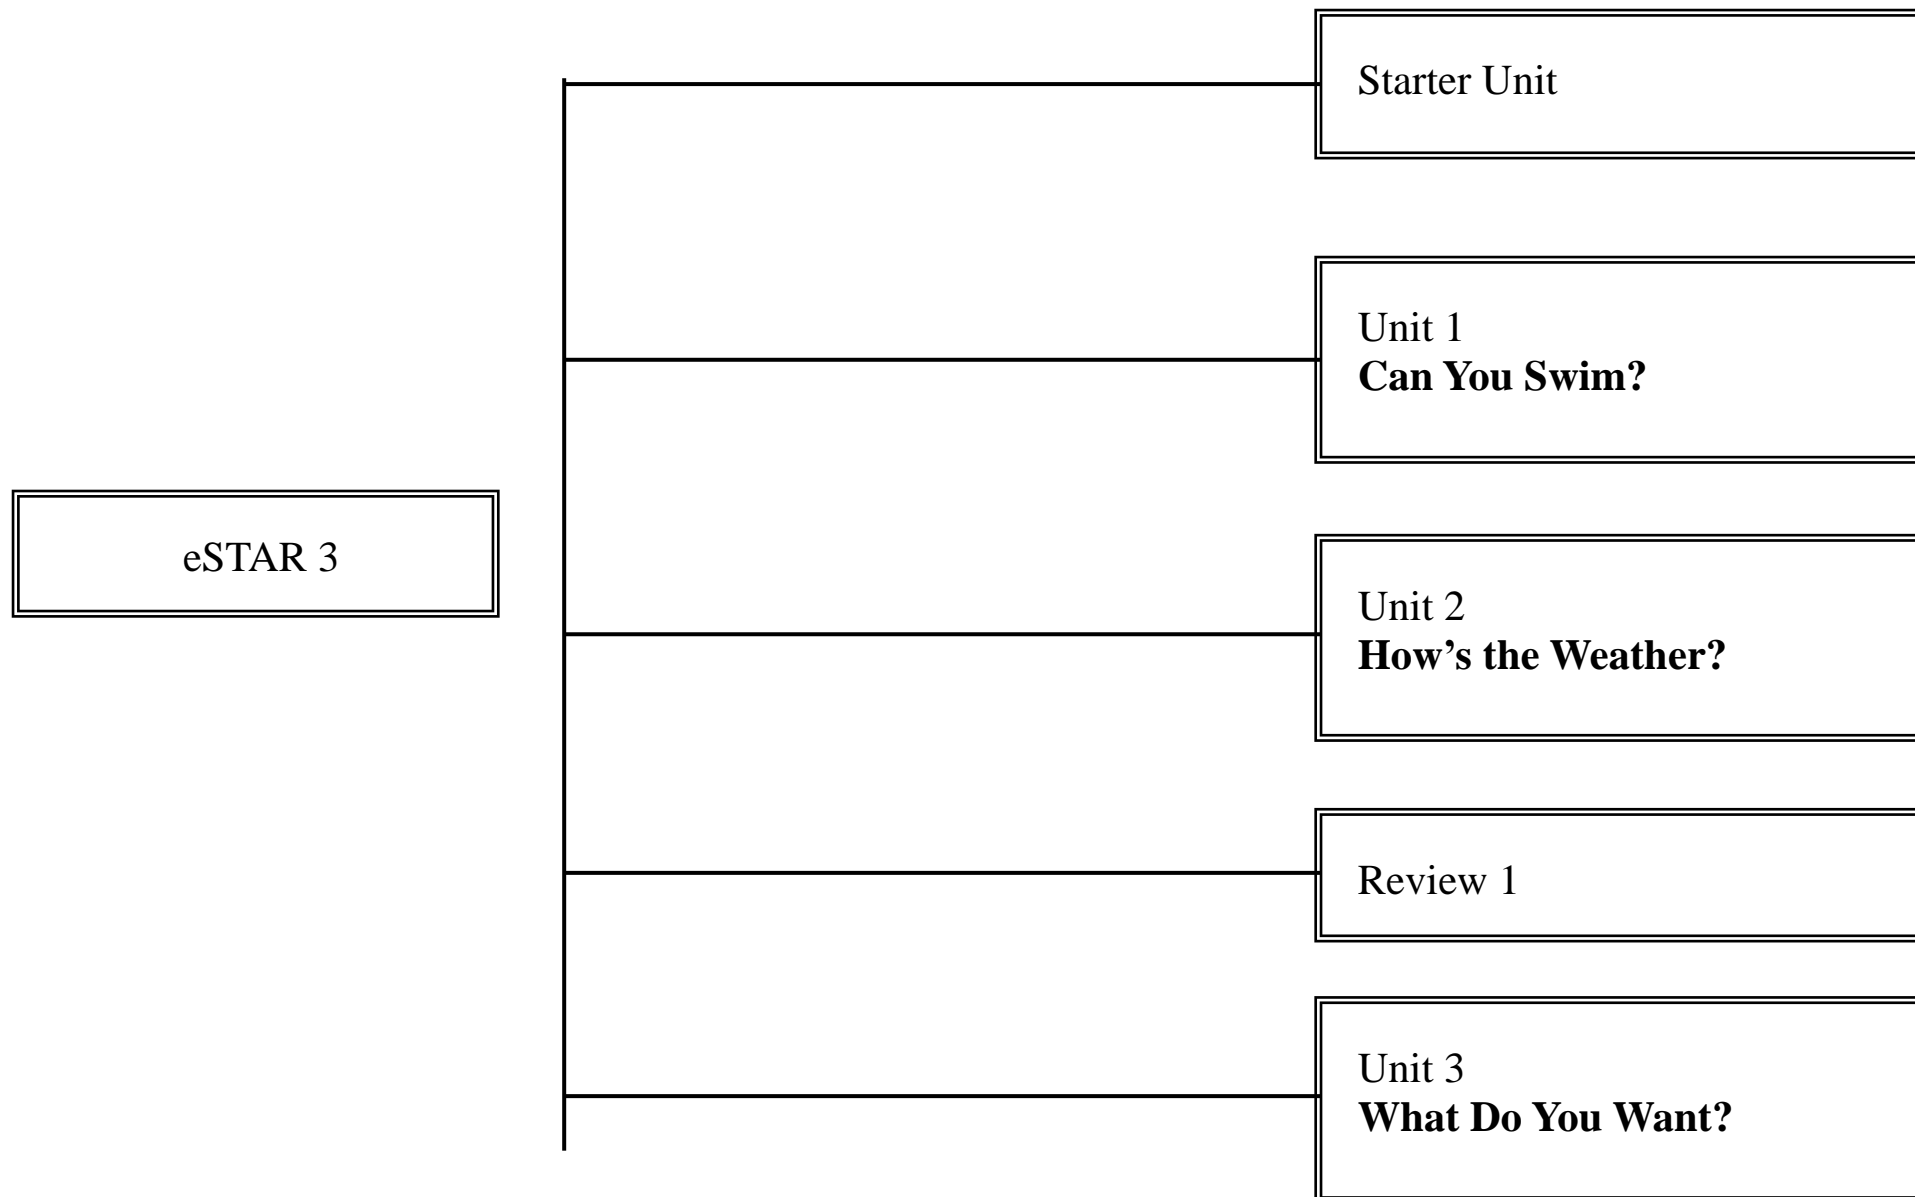 eSTAR 3
Starter Unit
Unit 1
Can You Swim?
Unit 2
How’s the Weather?
Review 1
Unit 3
What Do You Want?